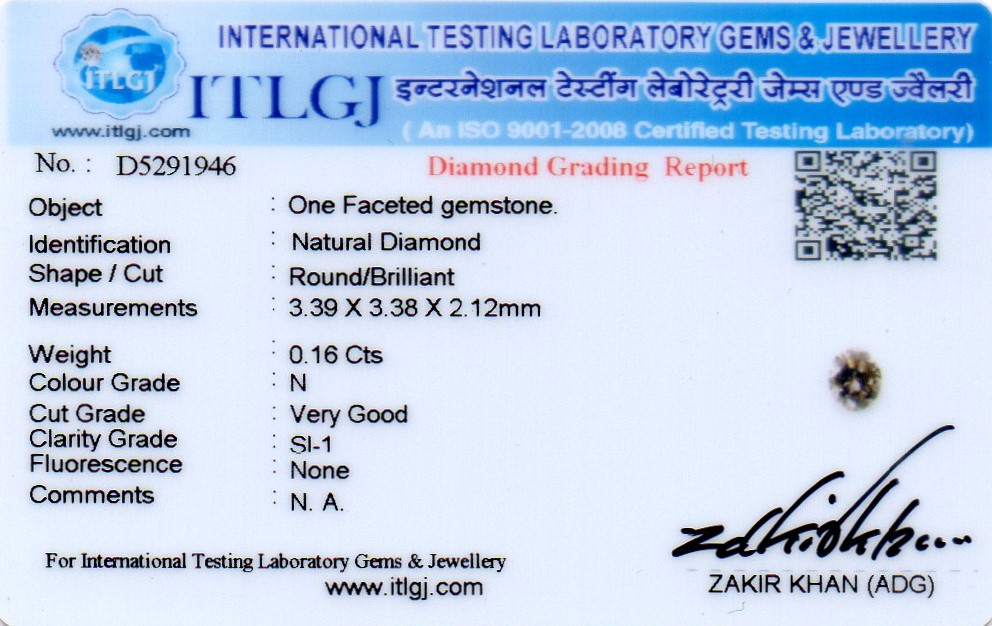 INTERNATIONAL TESTING LABORATORY GEMS & JEWELLERY
ITLGJ
ITLGJ इन्टरनेशनल टेस्टींग लेबोरेट्ररी जेम्स एण्ड ज्वैलरी
www.itlgj.com
( An ISO 9001-2008 Certified Testing Laboratory)
No. : D5291946
Diamond Grading Report
Object : One Faceted gemstone.
Identification : Natural Diamond
Shape / Cut : Round/Brilliant
Measurements : 3.39 X 3.38 X 2.12mm
Weight : 0.16 Cts
Colour Grade : N
Cut Grade : Very Good
Clarity Grade : SI-1
Fluorescence : None
Comments : N. A.
zakirkhan
For International Testing Laboratory Gems & Jewellery
www.itlgj.com
ZAKIR KHAN (ADG)